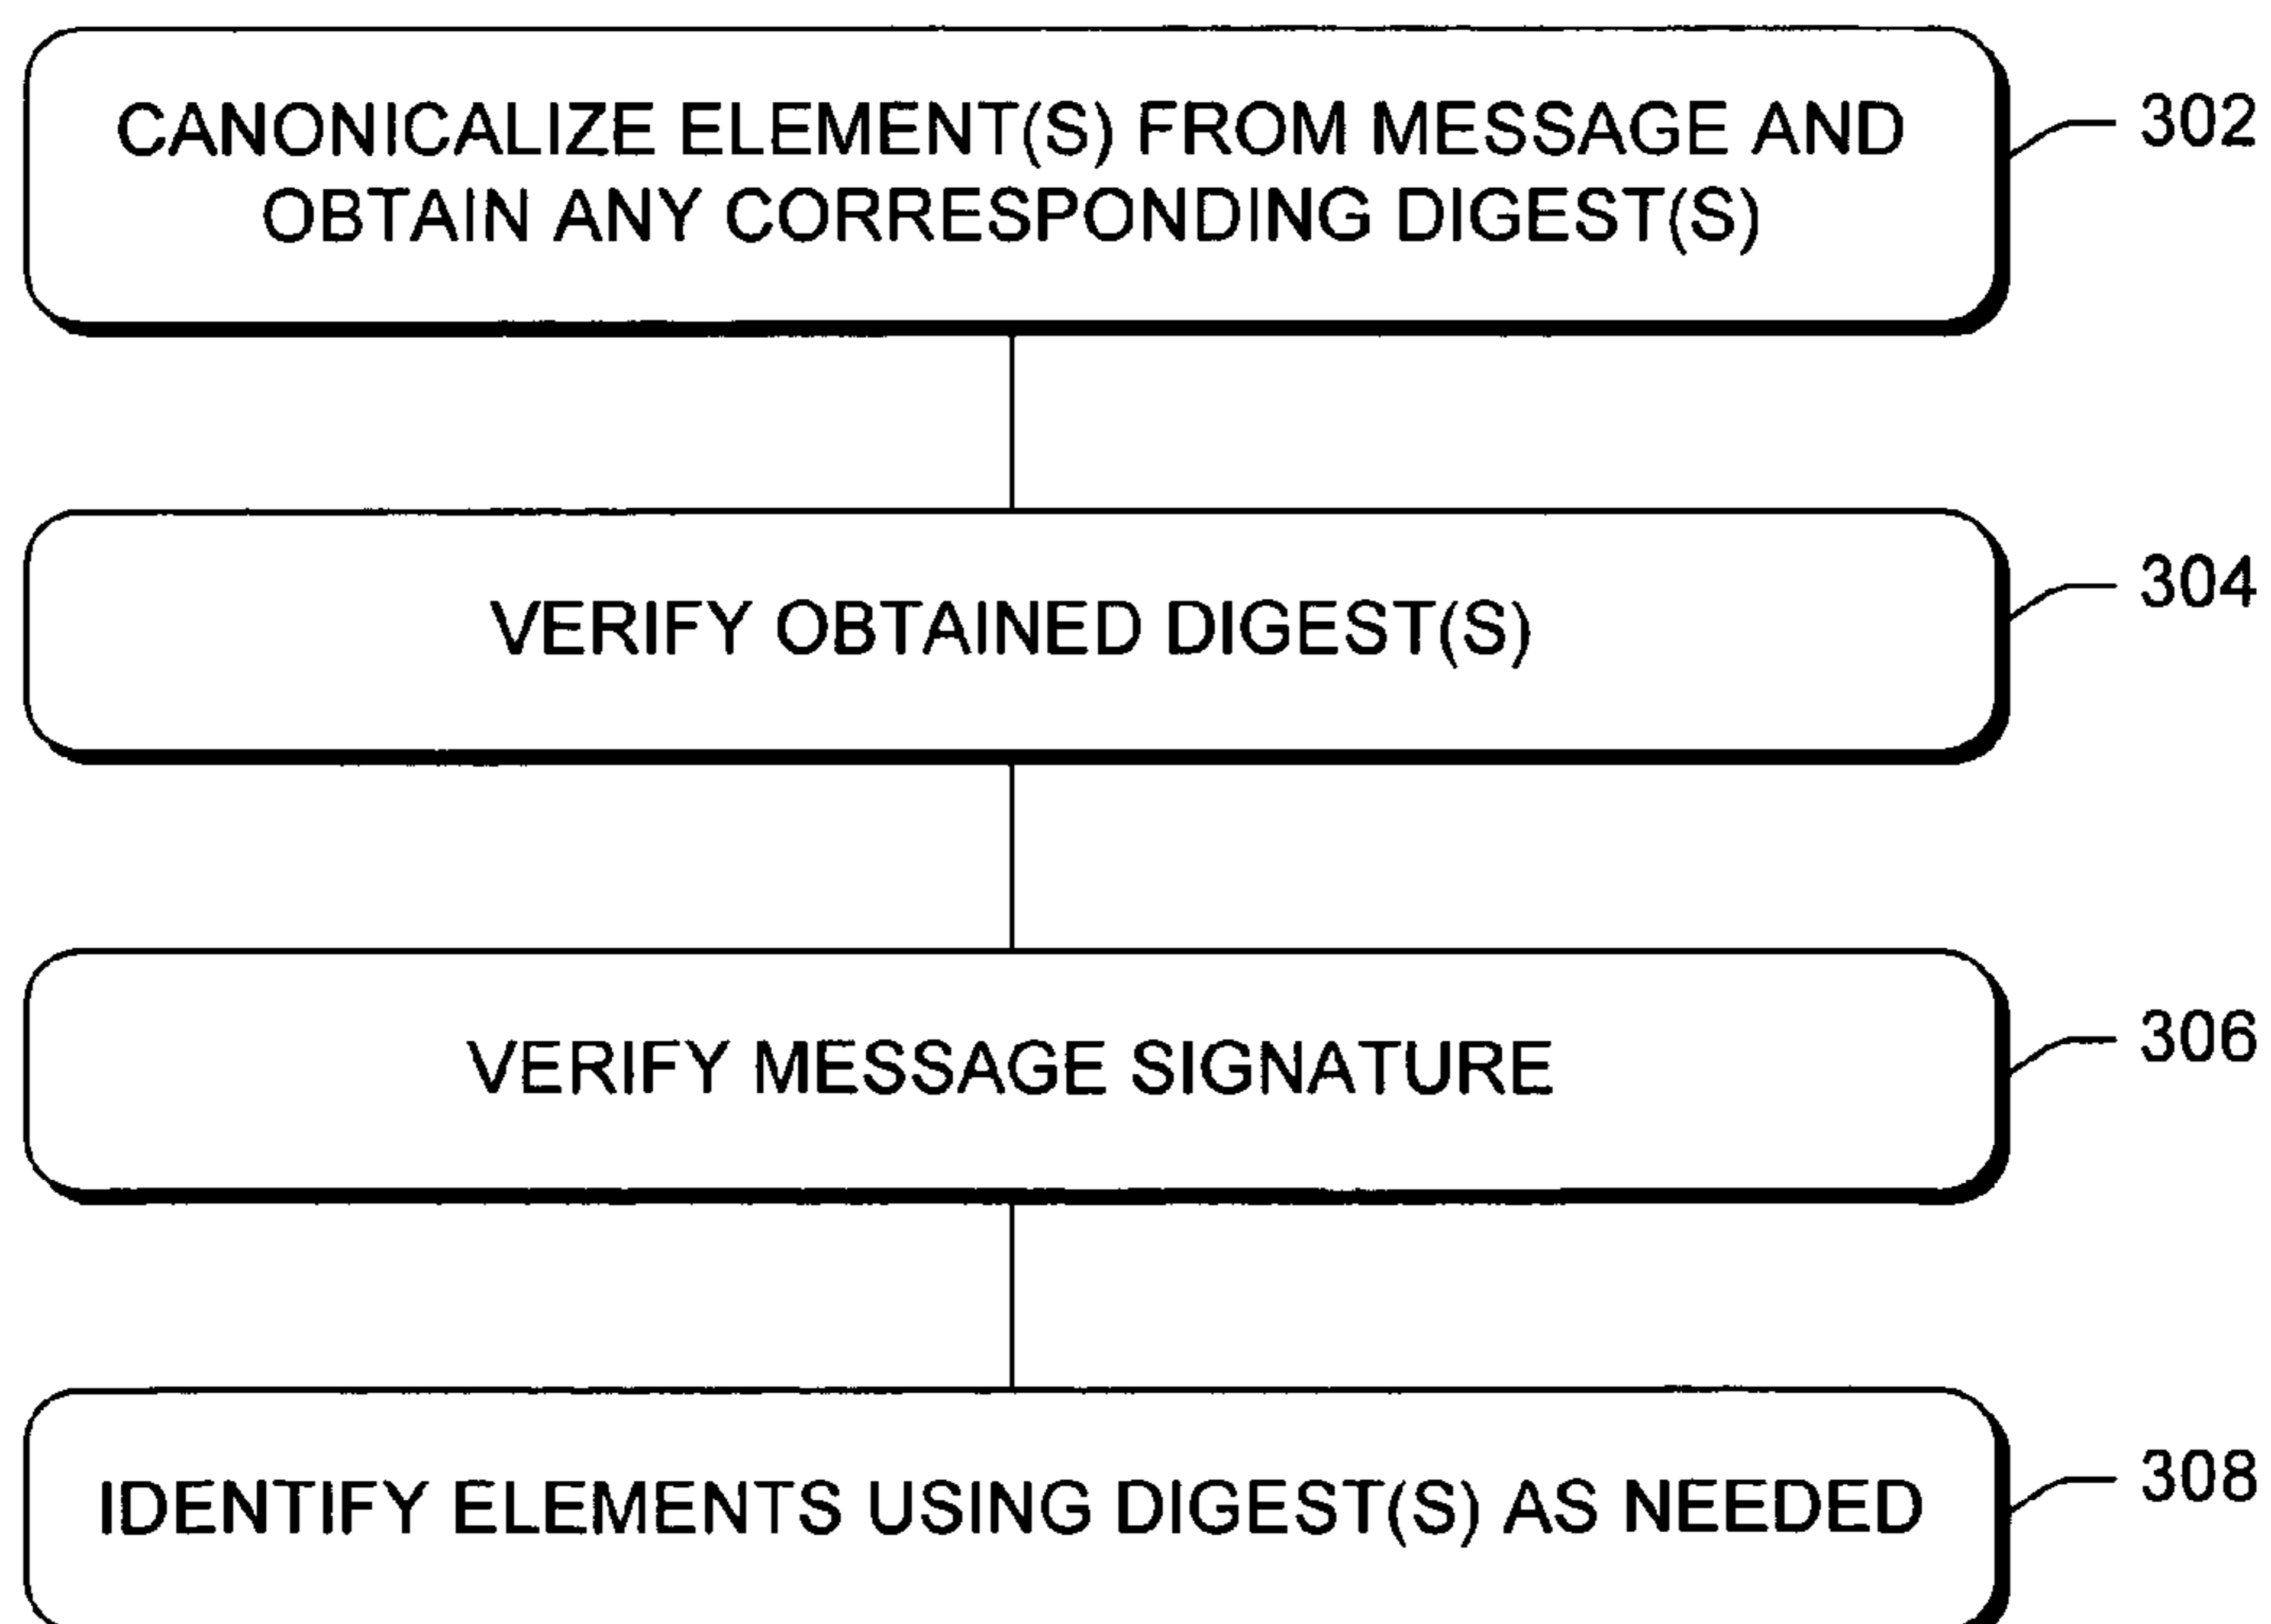 CANONICALIZE ELEMENT(S) FROM MESSAGE AND
OBTAIN ANY CORRESPONDING DIGEST(S)
302
VERIFY OBTAINED DIGEST(S)
304
VERIFY MESSAGE SIGNATURE
306
IDENTIFY ELEMENTS USING DIGEST(S) AS NEEDED
308